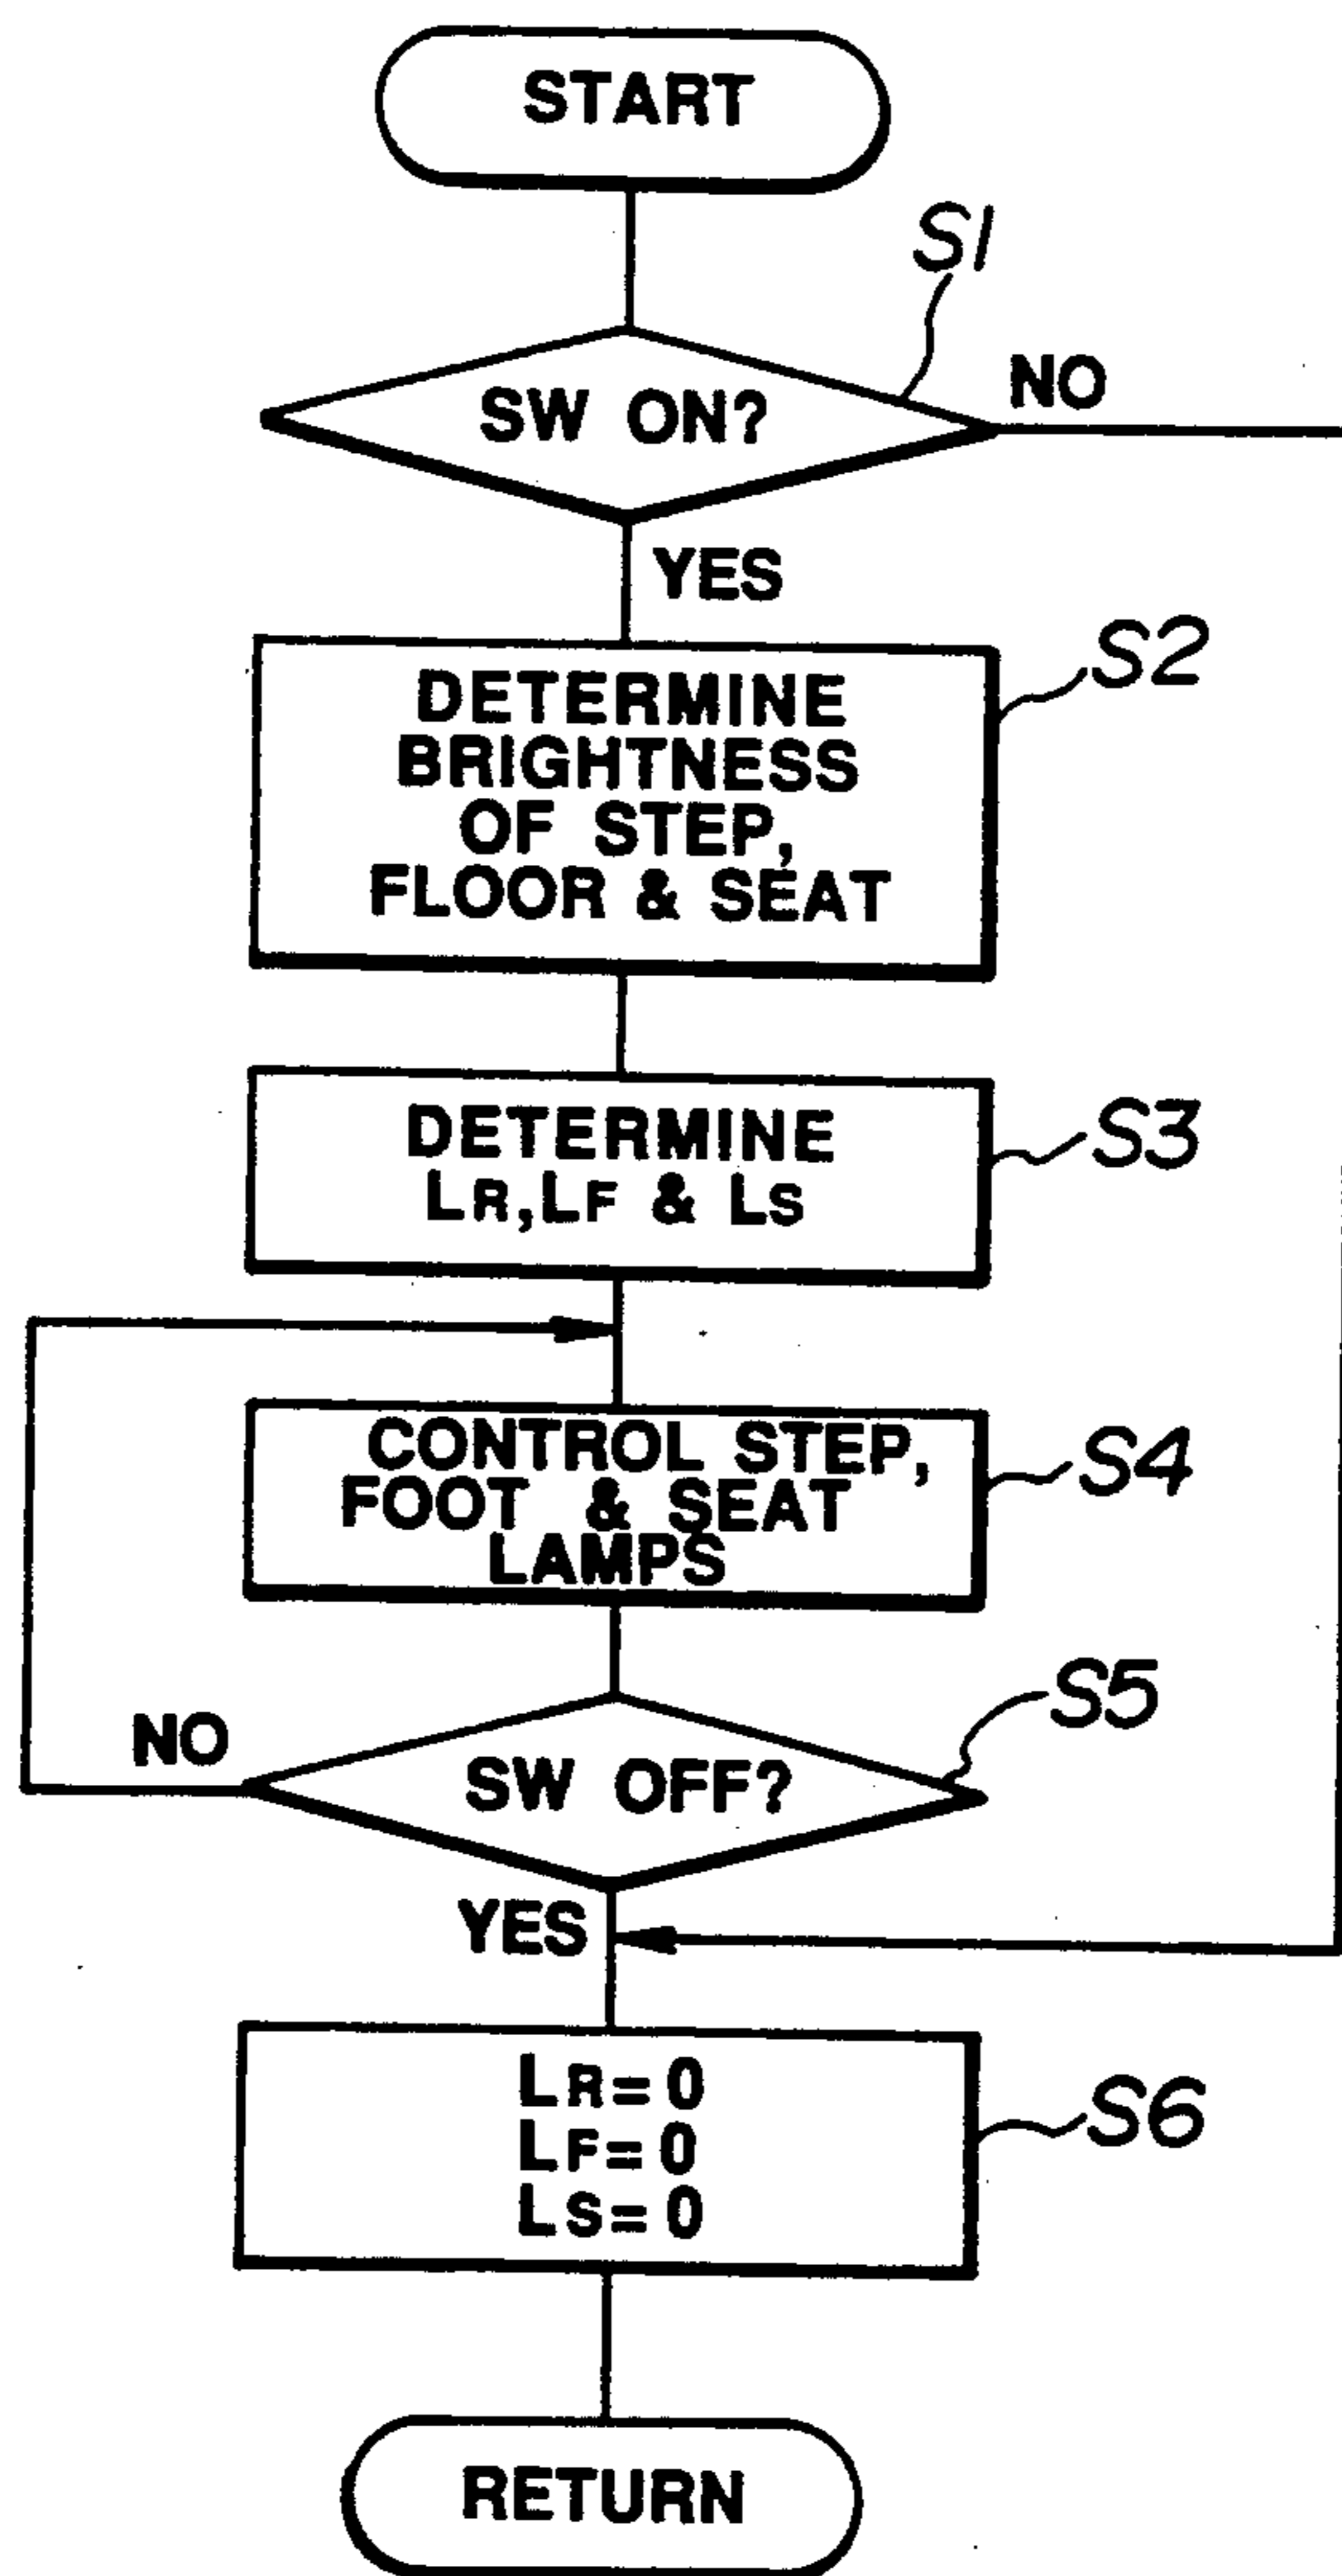 START
S1
SW ON?
NO
YES
S2
DETERMINE
BRIGHTNESS
OF STEP,
FLOOR & SEAT
S3
DETERMINE
LR,LF & LS
S4
CONTROL STEP,
FOOT & SEAT
LAMPS
S5
NO
SW OFF?
YES
S6
LR=0
LF=0
LS=0
RETURN